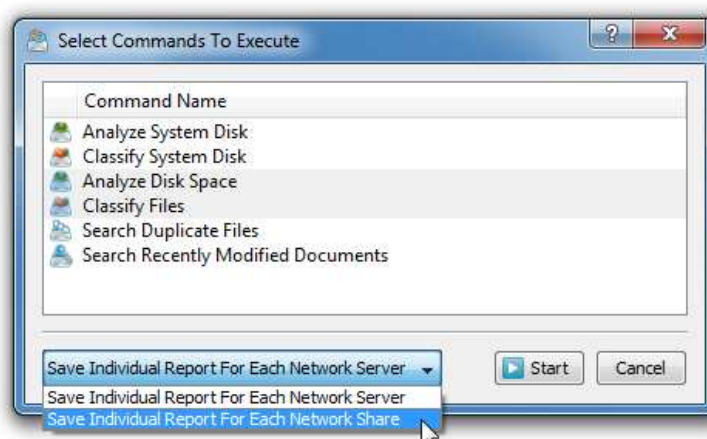 Select Commands To Execute
?
Command Name
Analyze System Disk
Classify System Disk
Analyze Disk Space
Classify Files
Search Duplicate Files
Search Recently Modified Documents
Save Individual Report For Each Network Server
Start
Cancel
Save Individual Report For Each Network Server
Save Individual Report For Each Network Share